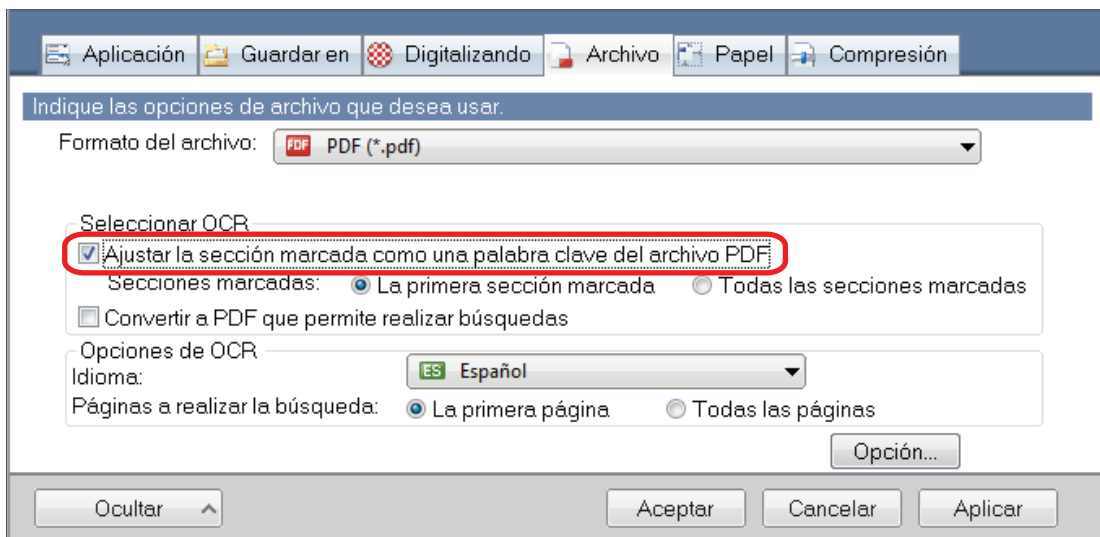 Aplicación Guardar en Digitalizando Archivo Papel Compresión
Indique las opciones de archivo que desea usar.
Formato del archivo: PDF PDF (*.pdf)
Seleccionar OCR
Ajustar la sección marcada como una palabra clave del archivo PDF
Secciones marcadas: La primera sección marcada Todas las secciones marcadas
Convertir a PDF que permite realizar búsquedas
Opciones de OCR
Idioma: ES Español
Páginas a realizar la búsqueda: La primera página Todas las páginas
Opción...
Ocultar Aceptar Cancelar Aplicar